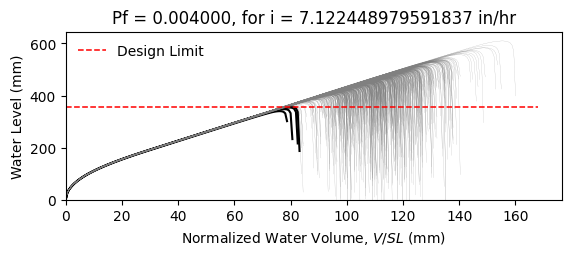 Pf = 0.004000, for i = 7.122448979591837 in/hr
Water Level (mm)
600
400
200
0
Design Limit
0 20 40 60 80 100 120 140 160
Normalized Water Volume, V/SL (mm)